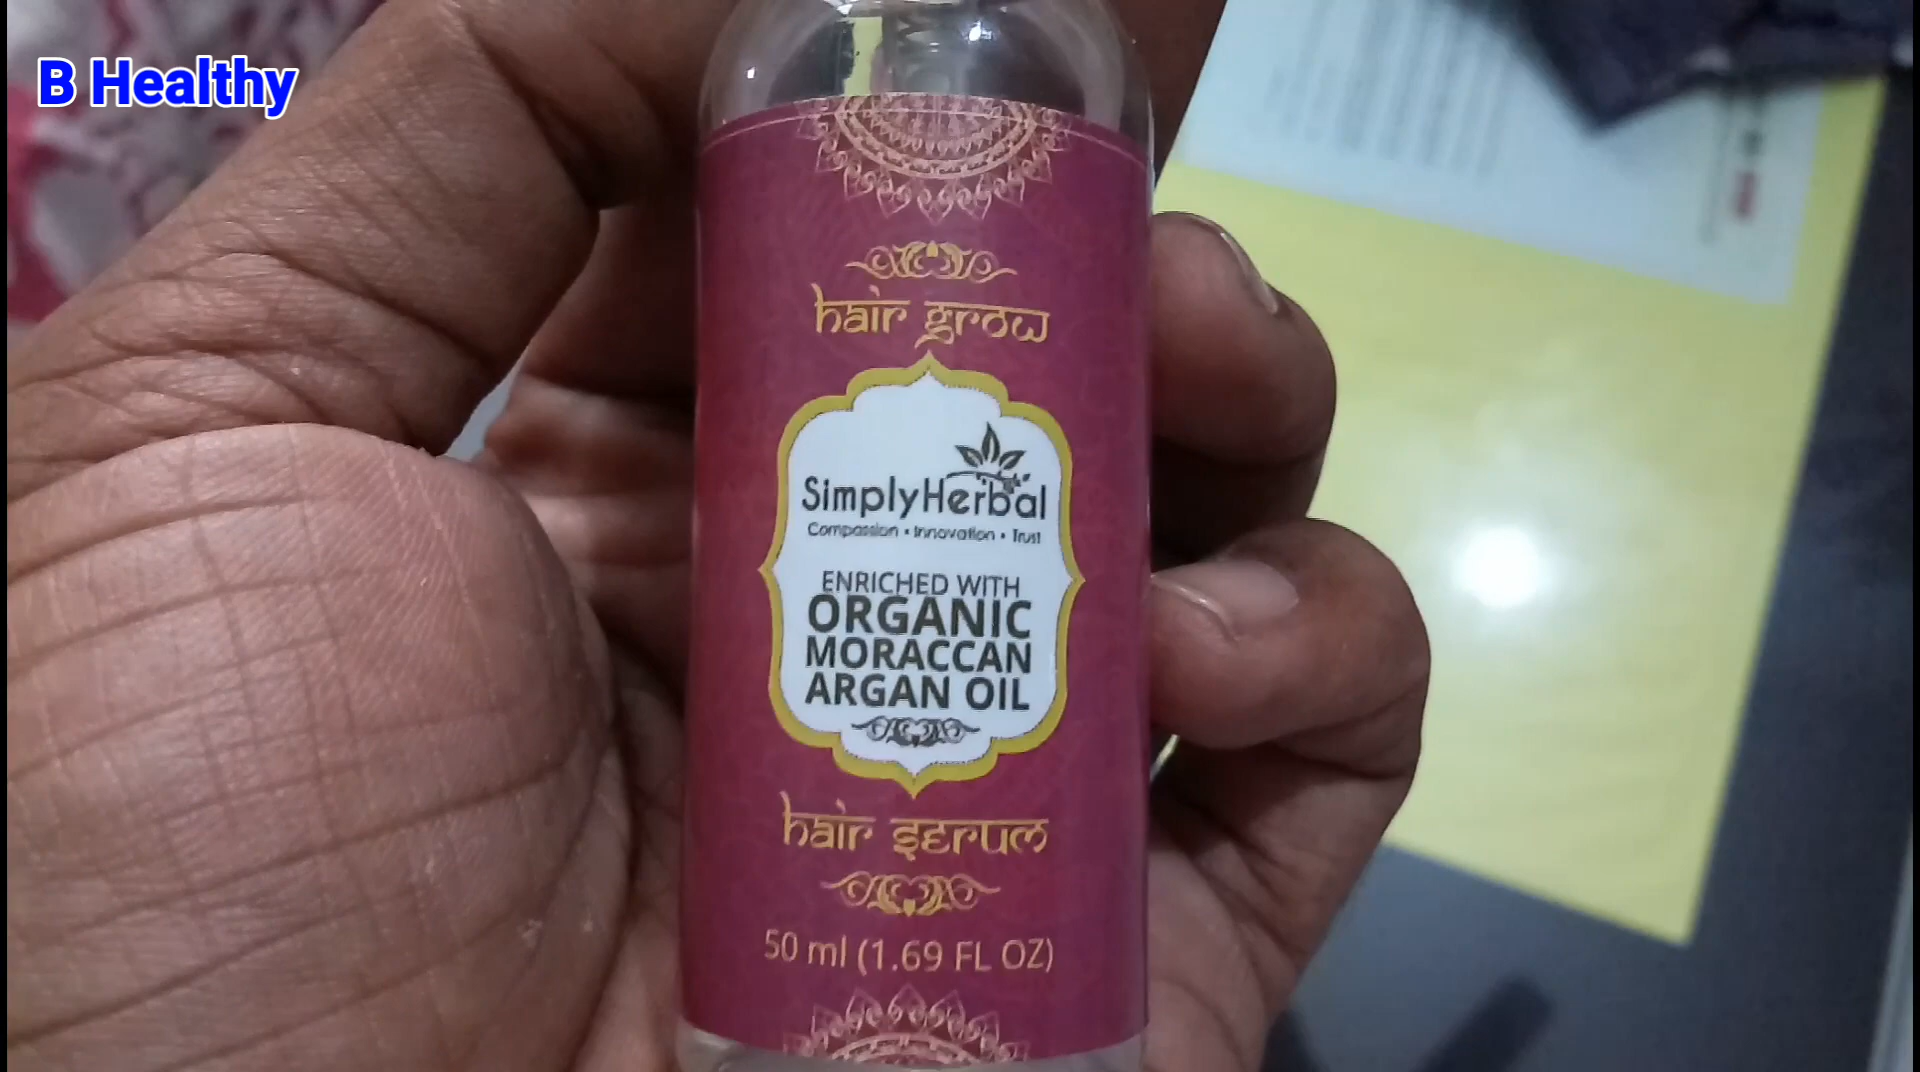 B Healthy
hair grow
SimplyHerbal
Compassion • Innovation • Trust
ENRICHED WITH
ORGANIC
MORACCAN
ARGAN OIL
hair serum
50 ml (1.69 FL OZ)